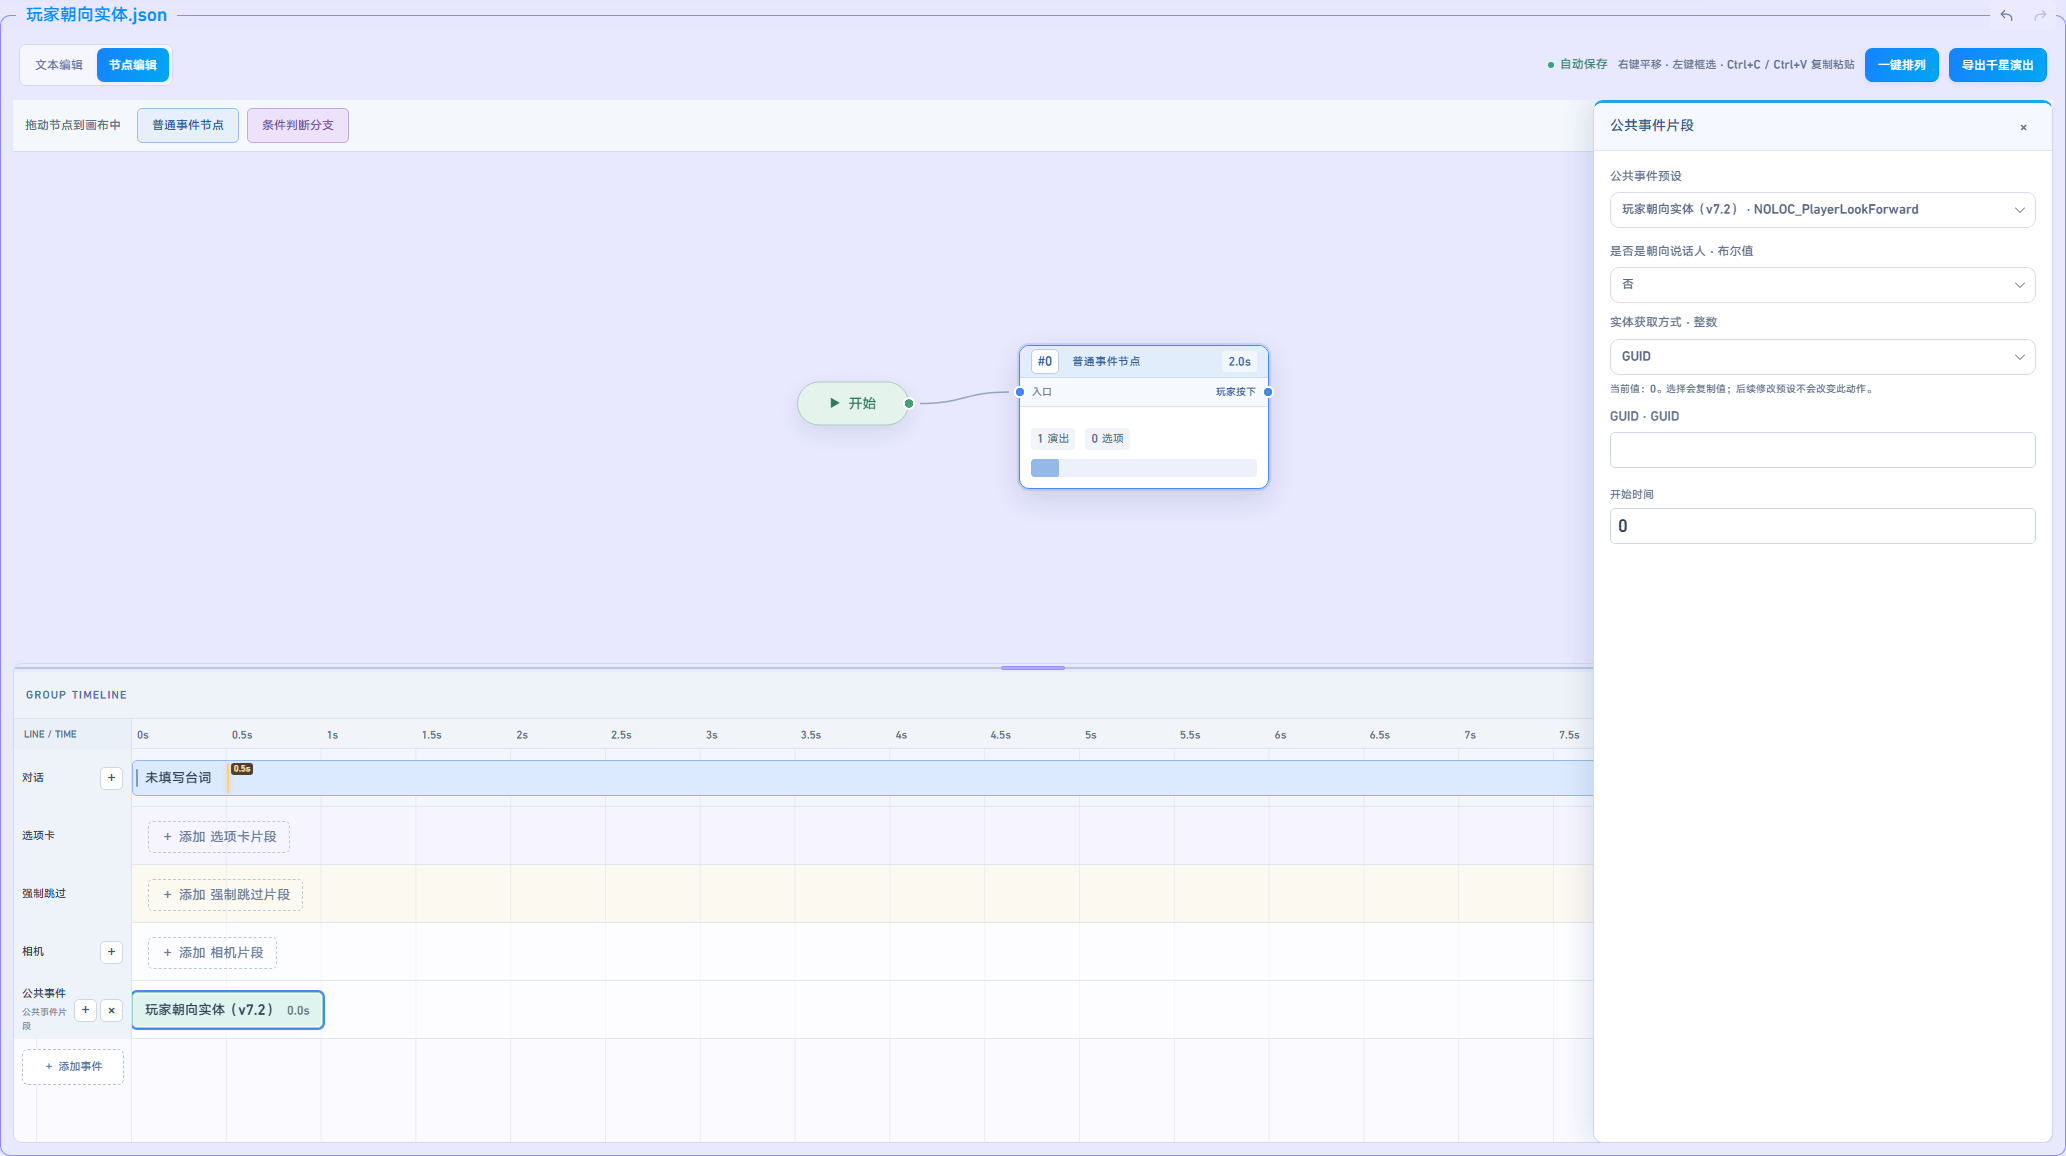 玩家朝向实体.json
文本编辑
节点编辑
自动保存
右键平移 · 左键框选 · Ctrl+C / Ctrl+V 复制粘贴
一键排列
导出千星演出
拖动节点到画布中
普通事件节点
条件判断分支
公共事件片段
×
公共事件预设
玩家朝向实体（v7.2） · NOLOC_PlayerLookForward
是否是朝向说话人 · 布尔值
否
实体获取方式 · 整数
GUID
当前值：0。选择会复制值；后续修改预设不会改变此动作。
GUID · GUID
开始时间
0
▶ 开始
#0 普通事件节点 2.0s
入口 玩家按下
1 演出 0 选项
GROUP TIMELINE
LINE / TIME 0s 0.5s 1s 1.5s 2s 2.5s 3s 3.5s 4s 4.5s 5s 5.5s 6s 6.5s 7s 7.5s
对话 + 未填写台词 0.5s
选项卡 + 添加 选项卡片段
强制跳过 + 添加 强制跳过片段
相机 + + 添加 相机片段
公共事件
公共事件片
段
+ ×
玩家朝向实体（v7.2） 0.0s
+ 添加事件